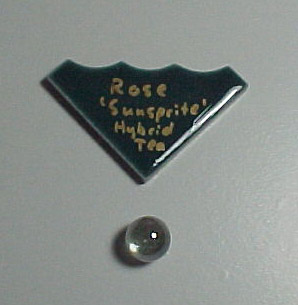 Rose
'Sunsprite'
Hybrid
Tea